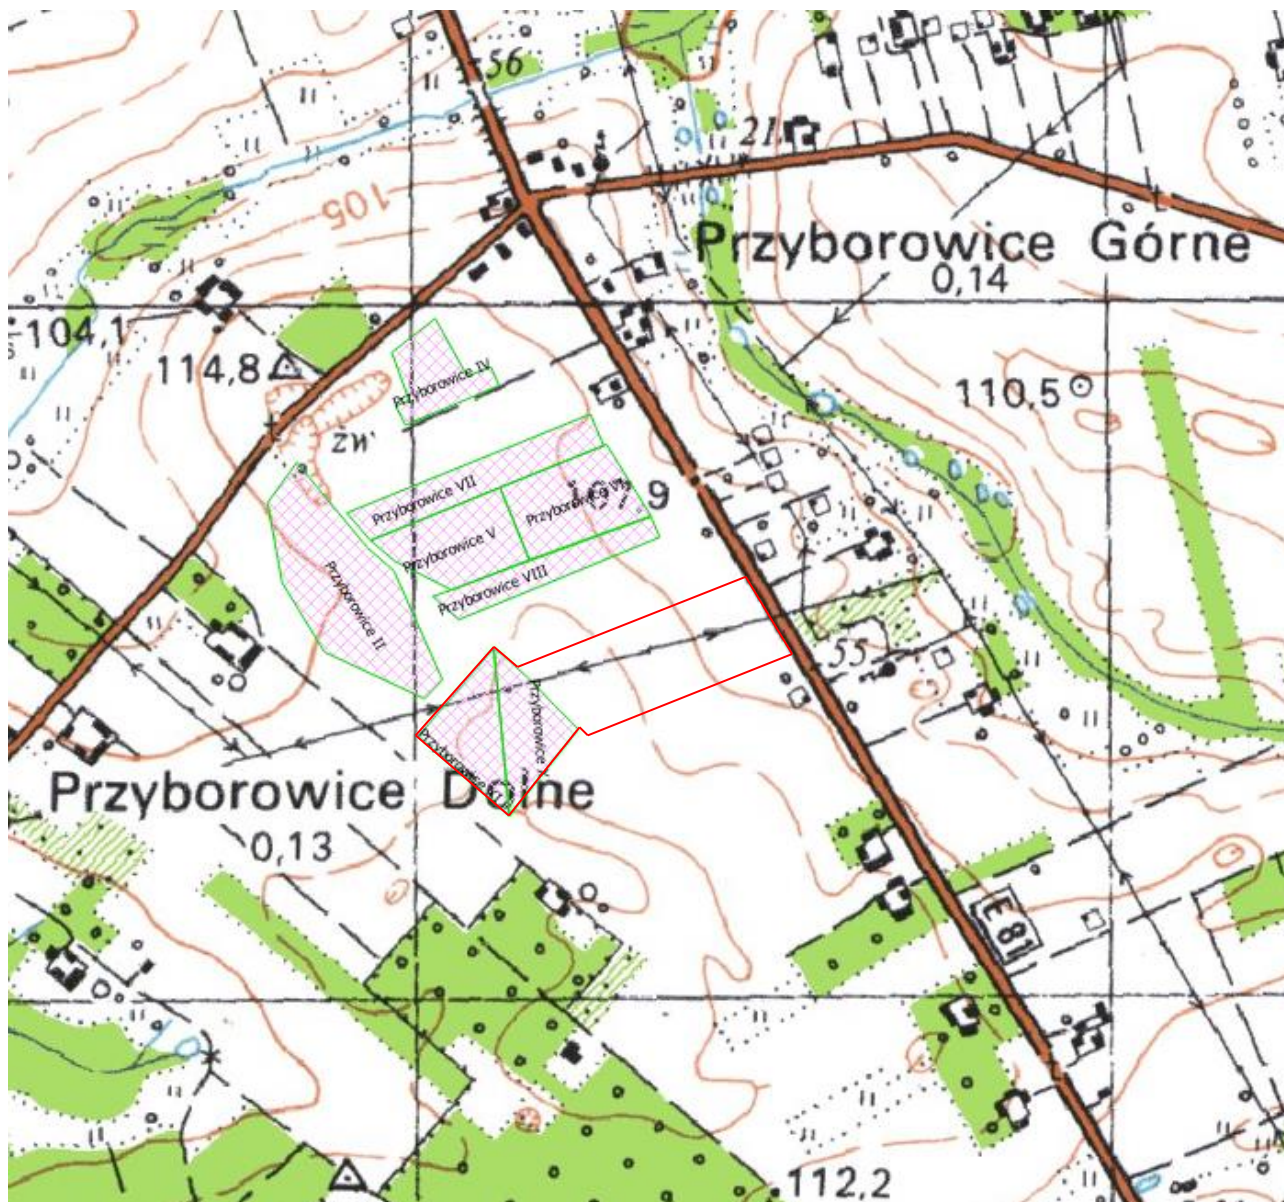 56
21
105
Przyborowice Górne
0,14
104,1
114,8
Przyborowice IV
110,5
zw
Przyborowice VII
Przyborowice V
9
Przyborowice VIII
Przyborowice II
55
Przyborowice
Przyborowice Dolne
0,13
E 81
112,2